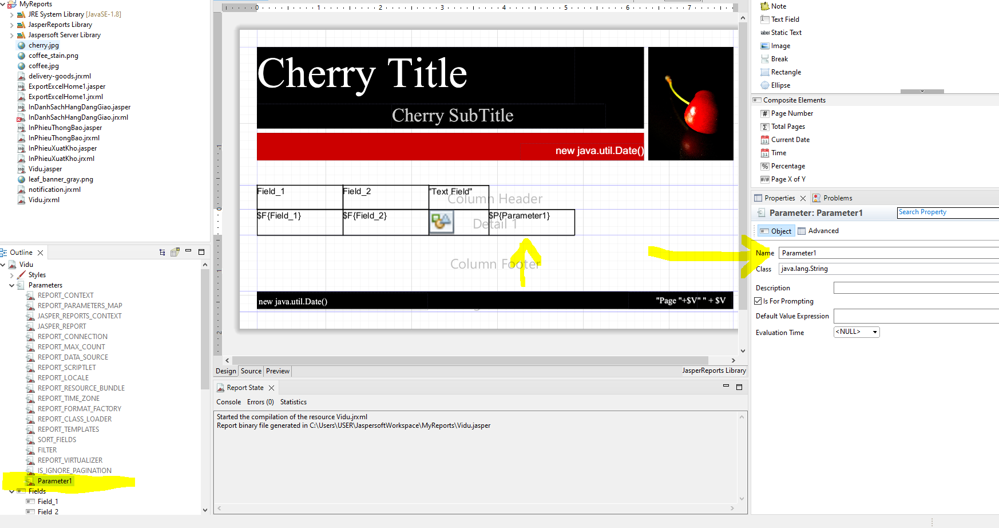 MyReports
JRE System Library [JavaSE-1.8]
JasperReports Library
Jaspersoft Server Library
cherry.jpg
coffee_stain.png
coffee.jpg
delivery-goods.jrxml
ExportExcelHome1.jasper
ExportExcelHome1.jrxml
InDanhSachHangDangGiao.jasper
InDanhSachHangDangGiao.jrxml
InPhieuThongBao.jasper
InPhieuThongBao.jrxml
InPhieuXuatKho.jasper
InPhieuXuatKho.jrxml
Vidu.jasper
leaf_banner_gray.png
notification.jrxml
Vidu.jrxml
Outline
Vidu
Styles
Parameters
REPORT_CONTEXT
REPORT_PARAMETERS_MAP
JASPER_REPORTS_CONTEXT
JASPER_REPORT
REPORT_CONNECTION
REPORT_MAX_COUNT
REPORT_DATA_SOURCE
REPORT_SCRIPTLET
REPORT_LOCALE
REPORT_RESOURCE_BUNDLE
REPORT_TIME_ZONE
REPORT_FORMAT_FACTORY
REPORT_CLASS_LOADER
REPORT_TEMPLATES
SORT_FIELDS
FILTER
REPORT_VIRTUALIZER
IS_IGNORE_PAGINATION
Parameter1
Fields
Field_1
Field 2
0 1 2 3 4 5 6 7
1
0
1
2
Cherry Title
Cherry SubTitle
new java.util.Date()
Field_1 Field_2 "Text Field"
Column Header
$F{Field_1} $F{Field_2} $P{Parameter1}
Detail 1
Column Footer
new java.util.Date() "Page "+$V" " + $V
Design Source Preview JasperReports Library
Report State
Console Errors (0) Statistics
Started the compilation of the resource Vidu.jrxml
Report binary file generated in C:\Users\USER\JaspersoftWorkspace\MyReports\Vidu.jasper
Note
Text Field
label Static Text
Image
Break
Rectangle
Ellipse
Composite Elements
# Page Number
Σ Total Pages
31 Current Date
31 Time
% Percentage
#/# Page X of Y
Properties Problems
Parameter: Parameter1 Search Property
Object Advanced
Name Parameter1
Class java.lang.String
Description
Is For Prompting
Default Value Expression
Evaluation Time <NULL>